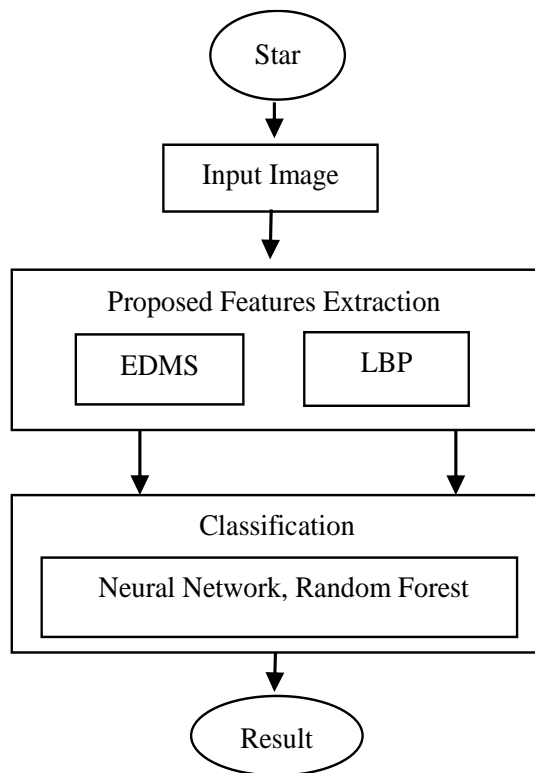 Star
Input Image
Proposed Features Extraction
EDMS
LBP
Classification
Neural Network, Random Forest
Result